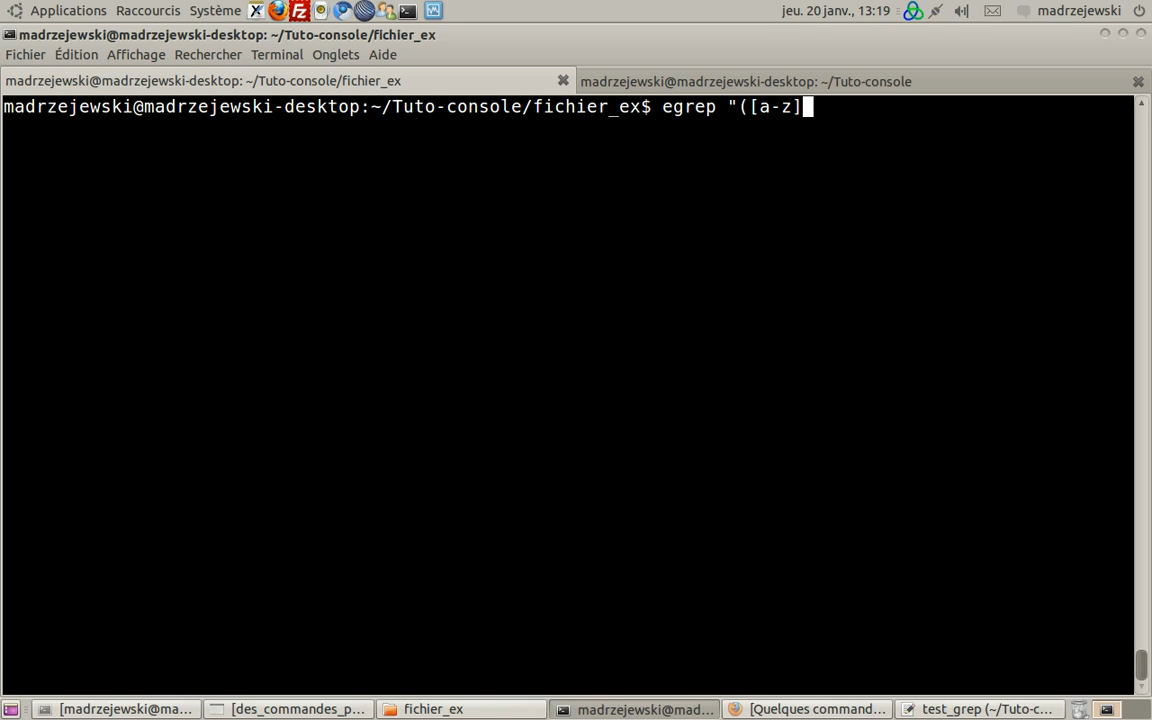 Applications Raccourcis Système jeu. 20 janv., 13:19 madrzejewski
madrzejewski@madrzejewski-desktop: ~/Tuto-console/fichier_ex
Fichier Édition Affichage Rechercher Terminal Onglets Aide
madrzejewski@madrzejewski-desktop: ~/Tuto-console/fichier_ex madrzejewski@madrzejewski-desktop: ~/Tuto-console
madrzejewski@madrzejewski-desktop:~/Tuto-console/fichier_ex$ egrep "([a-z]
[madrzejewski@ma... [des_commandes_p... fichier_ex madrzejewski@mad... [Quelques command... test_grep (~/Tuto-c...